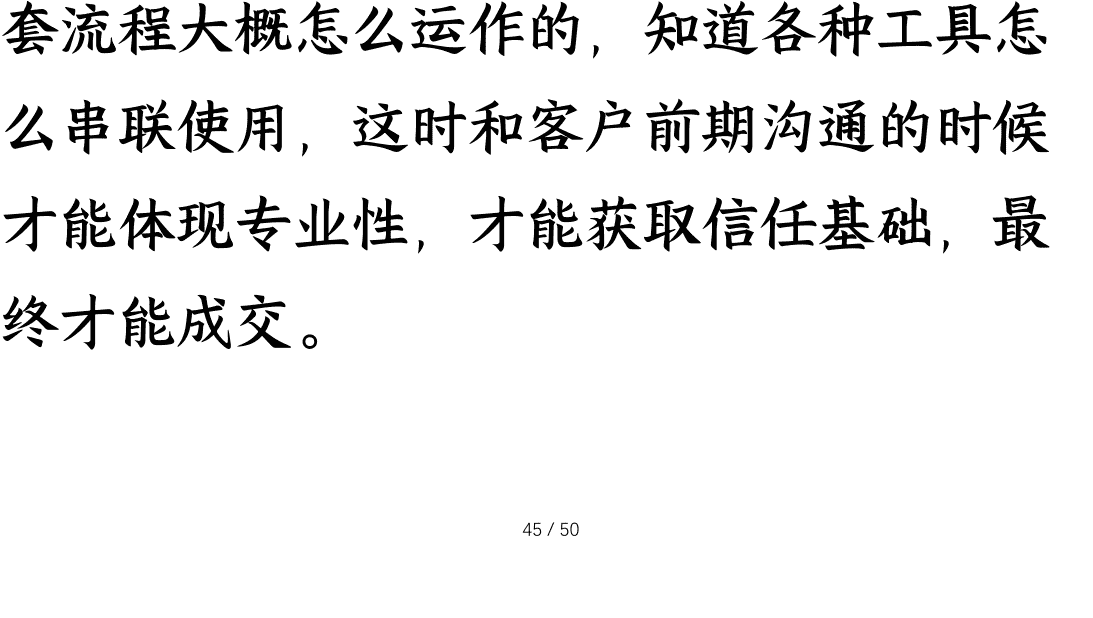 套流程大概怎么运作的，知道各种工具怎
么串联使用，这时和客户前期沟通的时候
才能体现专业性，才能获取信任基础，最
终才能成交。
45 / 50